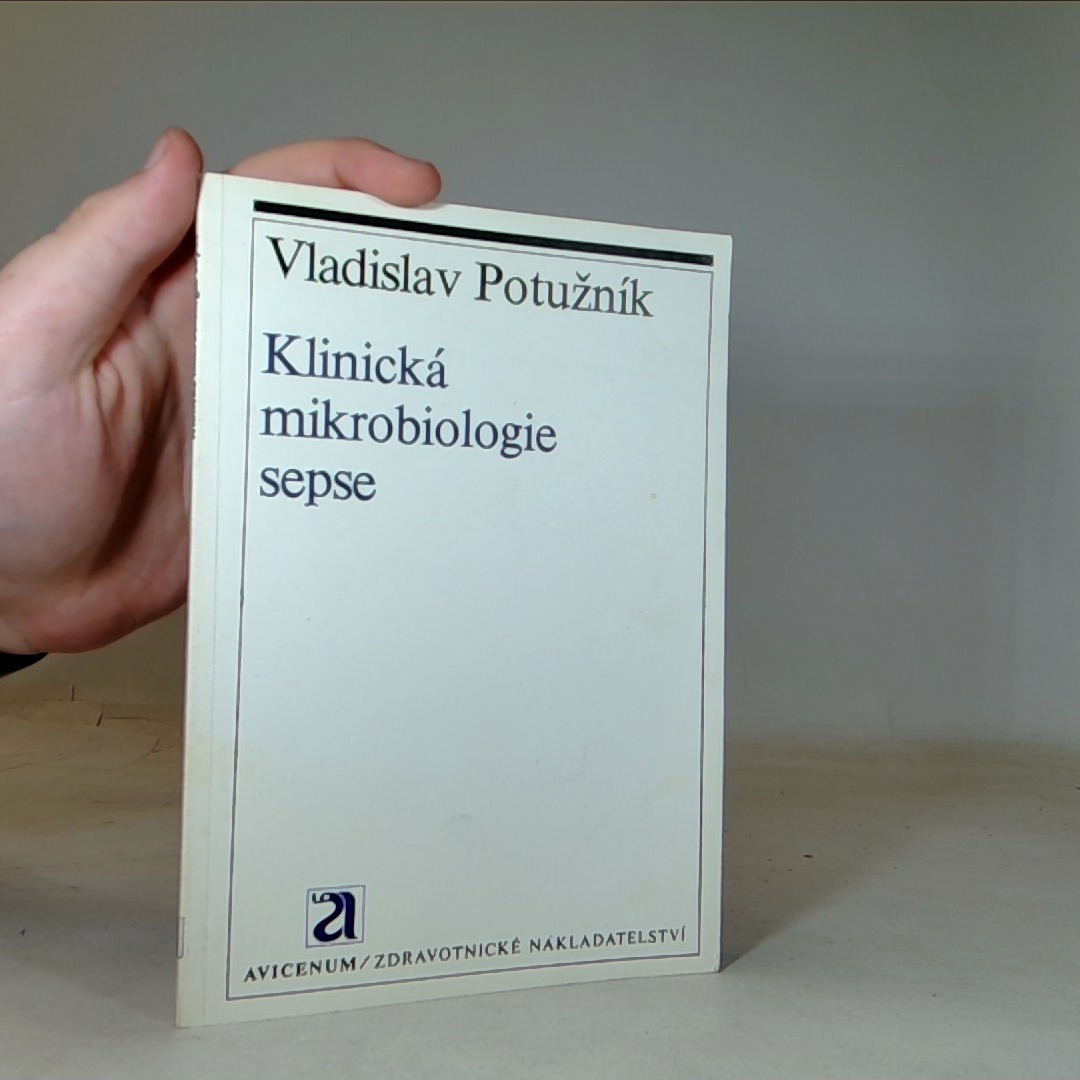 Vladislav Potužník
Klinická
mikrobiologie
sepse
AVICENUM/ZDRAVOTNICKÉ NAKLADATELSTVÍ